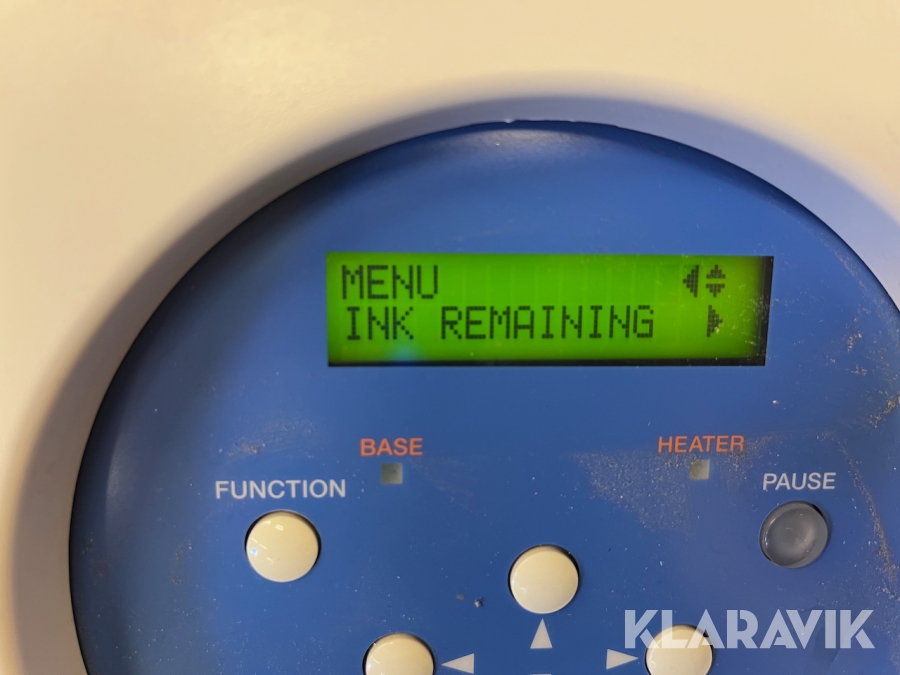 MENU
INK REMAINING
BASE
HEATER
FUNCTION
PAUSE
KLARAVIK